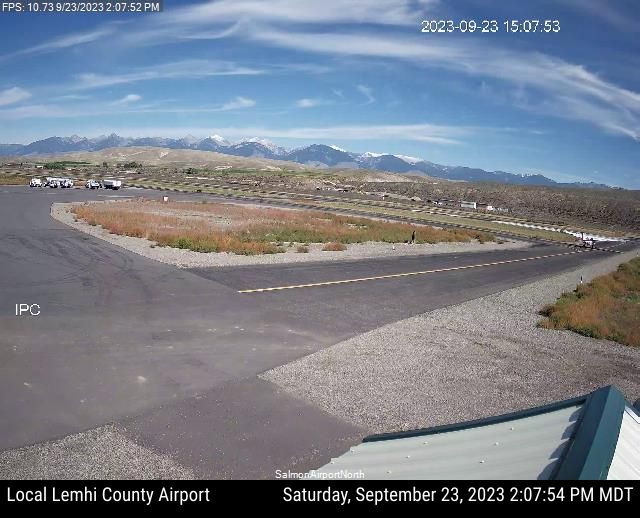 FPS: 10.73 9/23/2023 2:07:52 PM
2023-09-23 15:07:53
IPC
SalmonAirportNorth
Local Lemhi County Airport Saturday, September 23, 2023 2:07:54 PM MDT